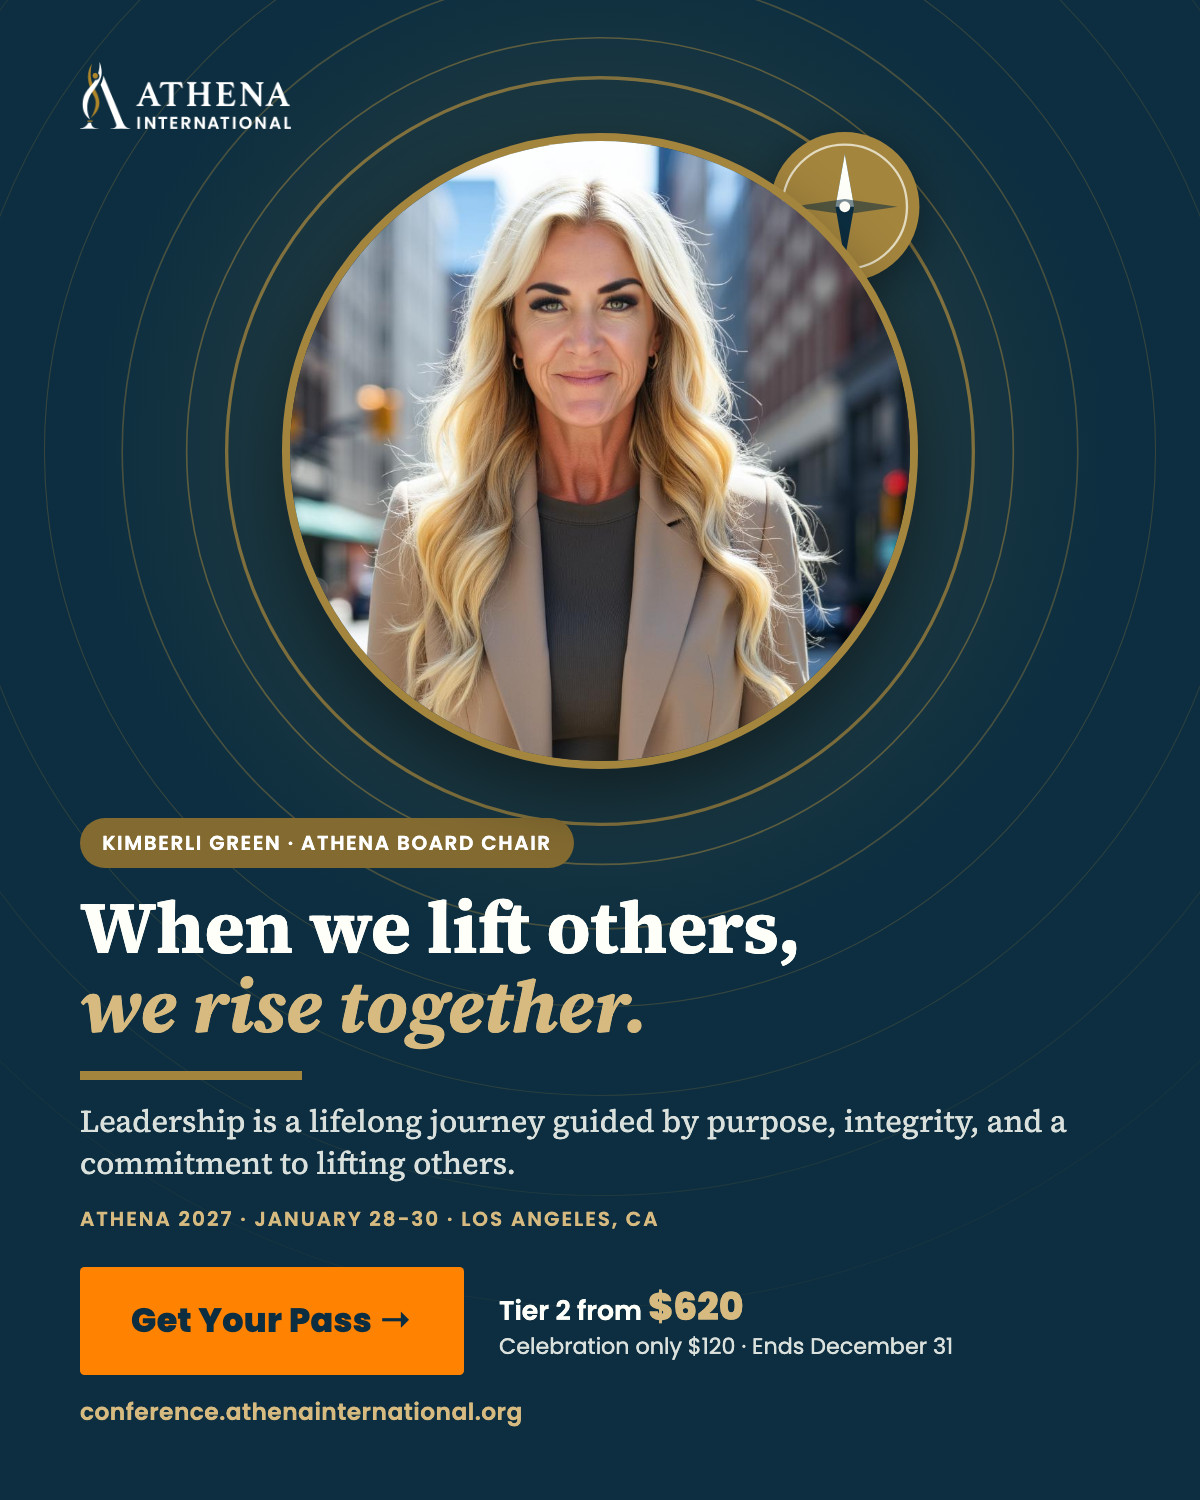 ATHENA
INTERNATIONAL
KIMBERLI GREEN · ATHENA BOARD CHAIR
When we lift others,
we rise together.
Leadership is a lifelong journey guided by purpose, integrity, and a
commitment to lifting others.
ATHENA 2027 · JANUARY 28–30 · LOS ANGELES, CA
Get Your Pass →
Tier 2 from $620
Celebration only $120 · Ends December 31
conference.athenainternational.org